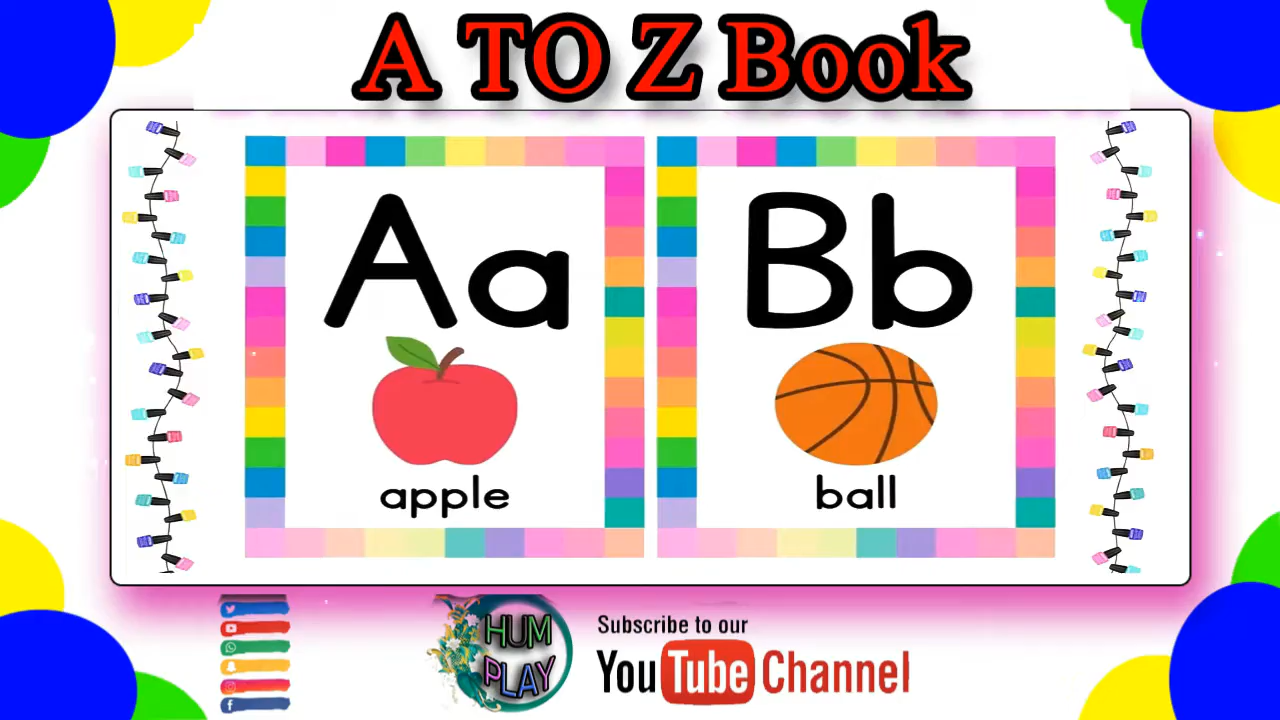 A TO Z Book
Aa
apple
Bb
ball
HUM
PLAY
Subscribe to our
YouTube Channel